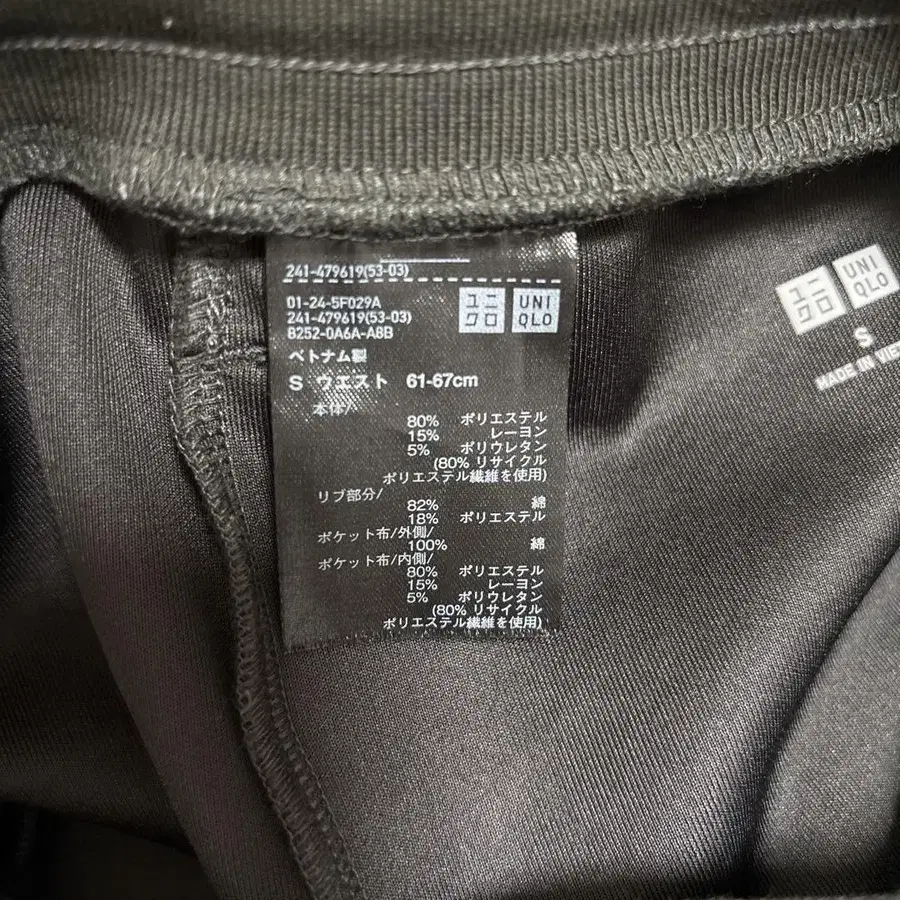 241-479619(53-03)
01-24-5F029A
241-479619(53-03)
8252-0A6A-A8B
ユニ
クロ
UNI
QLO
ベトナム製
S ウエスト 61-67cm
本体/
80% ポリエステル
15% レーヨン
5% ポリウレタン
(80% リサイクル
ポリエステル繊維を使用)
リブ部分/
82% 綿
18% ポリエステル
ポケット布/外側/
100% 綿
ポケット布/内側/
80% ポリエステル
15% レーヨン
5% ポリウレタン
(80% リサイクル
ポリエステル繊維を使用)
ユニ
クロ
UNI
QLO
S
MADE IN VIET